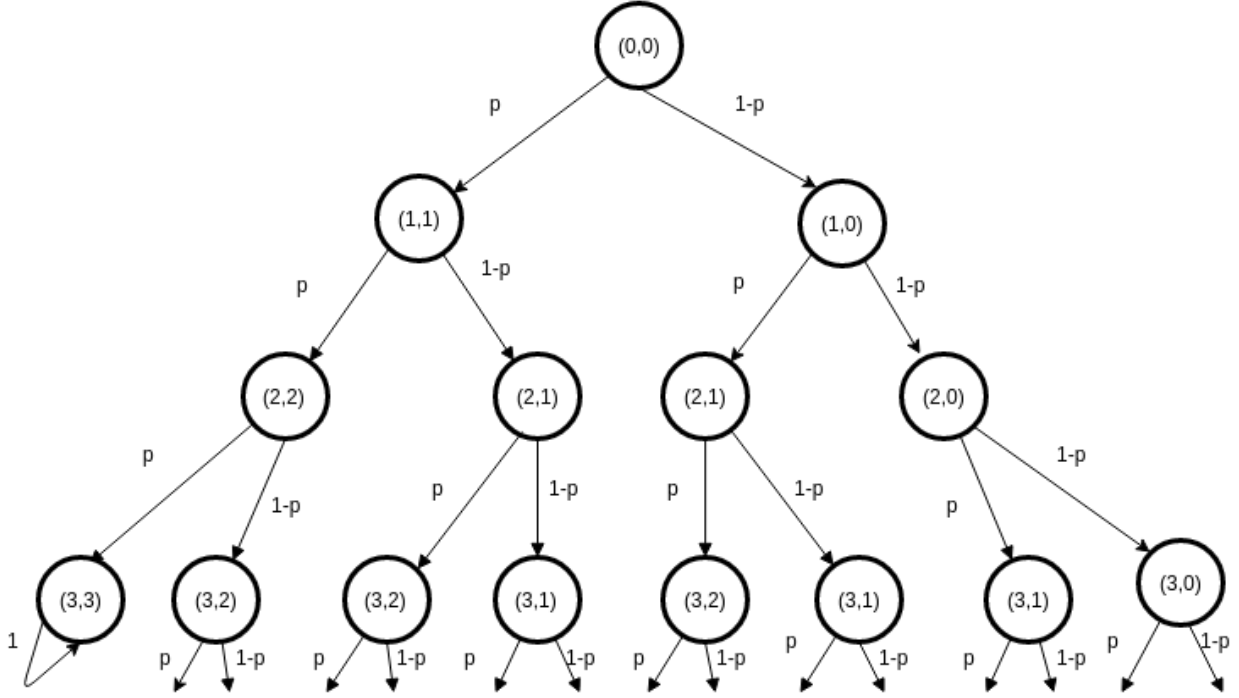 (0,0)
p 1-p
(1,1) (1,0)
p 1-p p 1-p
(2,2) (2,1) (2,1) (2,0)
p 1-p p 1-p p 1-p p 1-p
(3,3) (3,2) (3,2) (3,1) (3,2) (3,1) (3,1) (3,0)
1 p 1-p p 1-p p 1-p p 1-p p 1-p p 1-p p 1-p